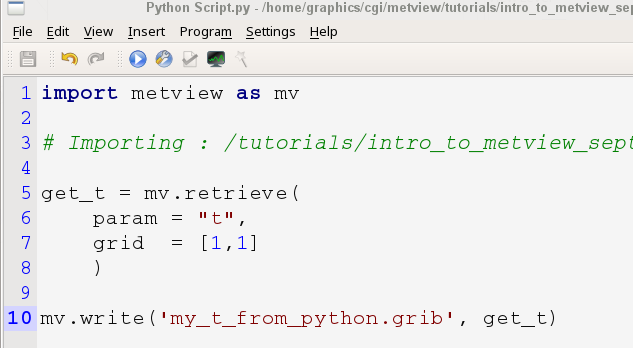 Python Script.py - /home/graphics/cgi/metview/tutorials/intro_to_metview_sep
File Edit View Insert Program Settings Help
1 import metview as mv
2
3 # Importing : /tutorials/intro_to_metview_sept
4
5 get_t = mv.retrieve(
6 param = "t",
7 grid  = [1,1]
8 )
9
10 mv.write('my_t_from_python.grib', get_t)